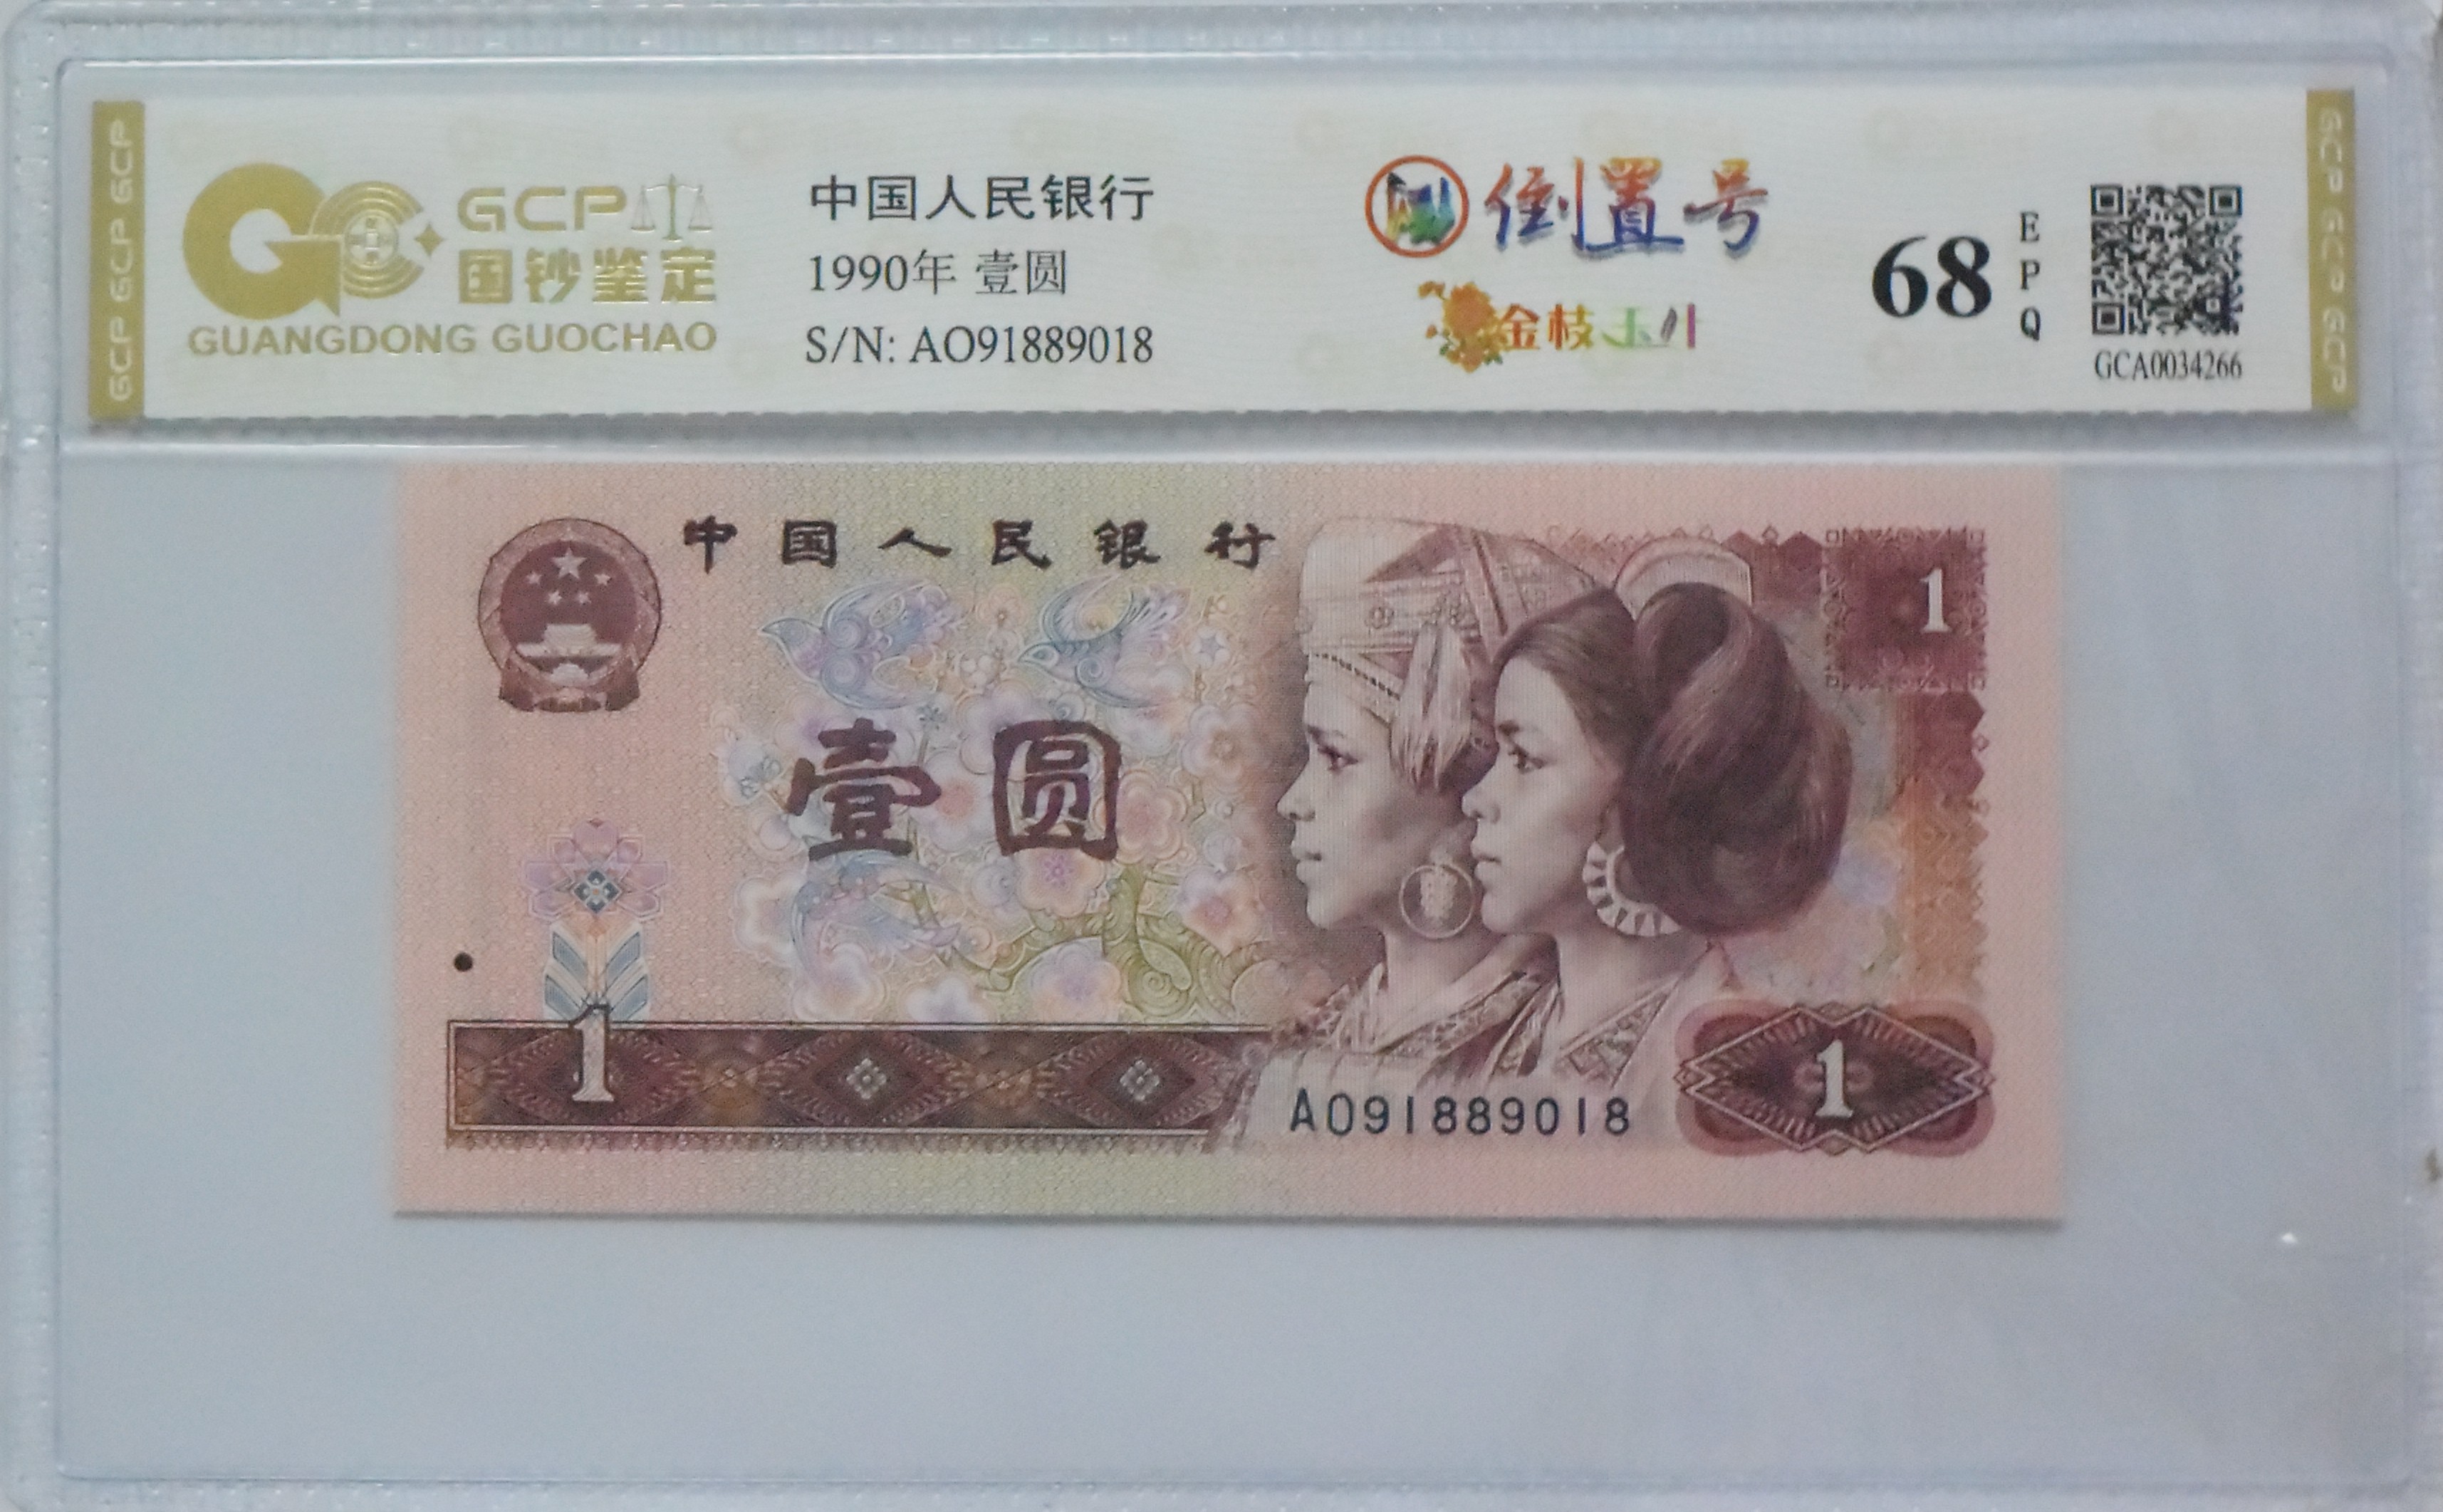 GCP GCP GCP
GCP
国钞鉴定
GUANGDONG GUOCHAO
中国人民银行
1990年 壹圆
S/N: AO91889018
倒置号
金枝玉叶
68
E
P
Q
GCA0034266
GCP GCP GCP
中国人民银行
1
壹圆
1
AO91889018
1